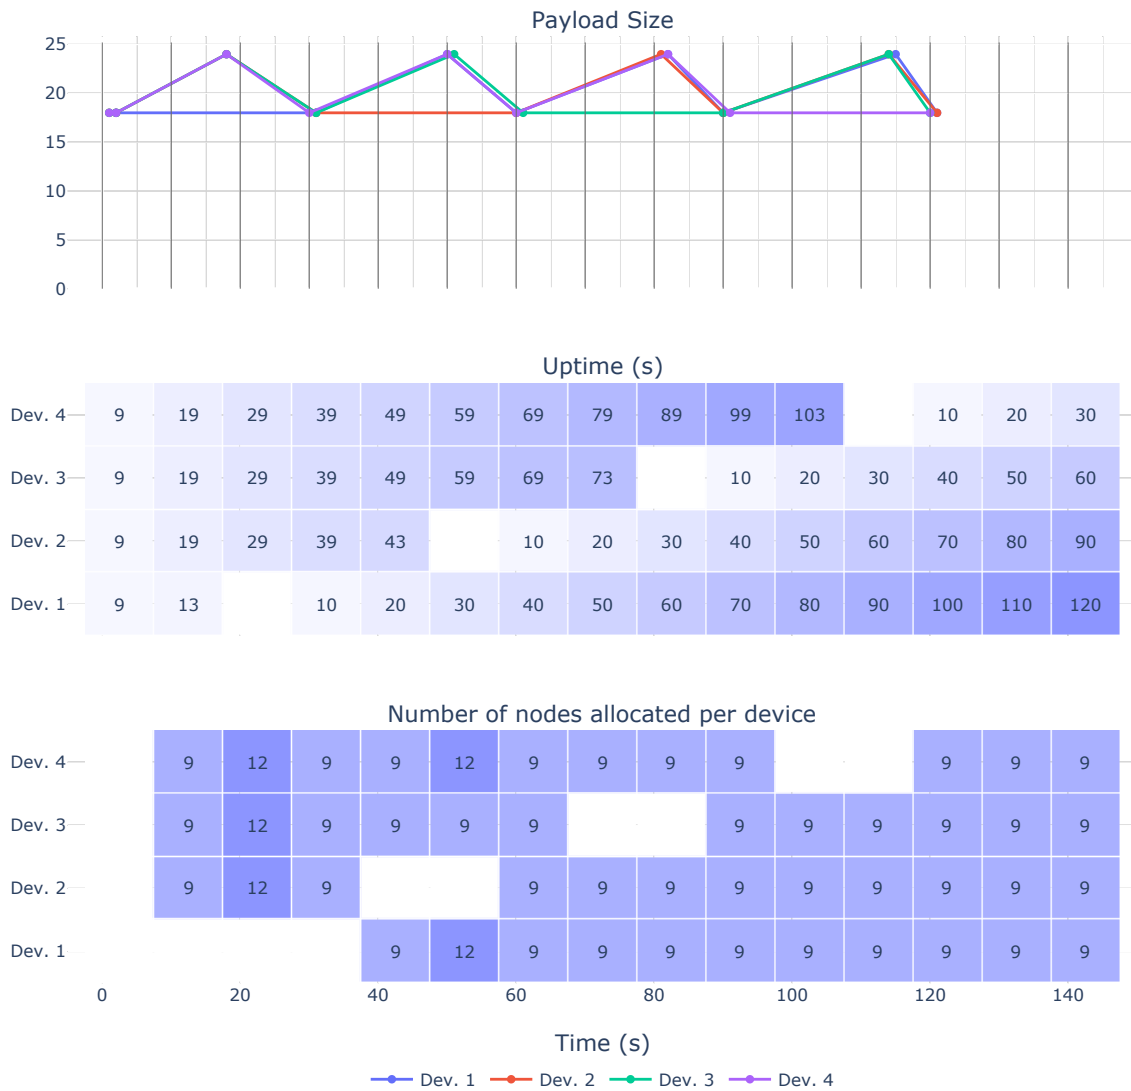 Payload Size
25
20
15
10
5
0
Uptime (s)
Dev. 4 9 19 29 39 49 59 69 79 89 99 103 10 20 30
Dev. 3 9 19 29 39 49 59 69 73 10 20 30 40 50 60
Dev. 2 9 19 29 39 43 10 20 30 40 50 60 70 80 90
Dev. 1 9 13 10 20 30 40 50 60 70 80 90 100 110 120
Number of nodes allocated per device
Dev. 4 9 12 9 9 12 9 9 9 9 9 9 9
Dev. 3 9 12 9 9 9 9 9 9 9 9 9 9
Dev. 2 9 12 9 9 9 9 9 9 9 9 9 9
Dev. 1 9 12 9 9 9 9 9 9 9 9 9
0 20 40 60 80 100 120 140
Time (s)
Dev. 1 Dev. 2 Dev. 3 Dev. 4